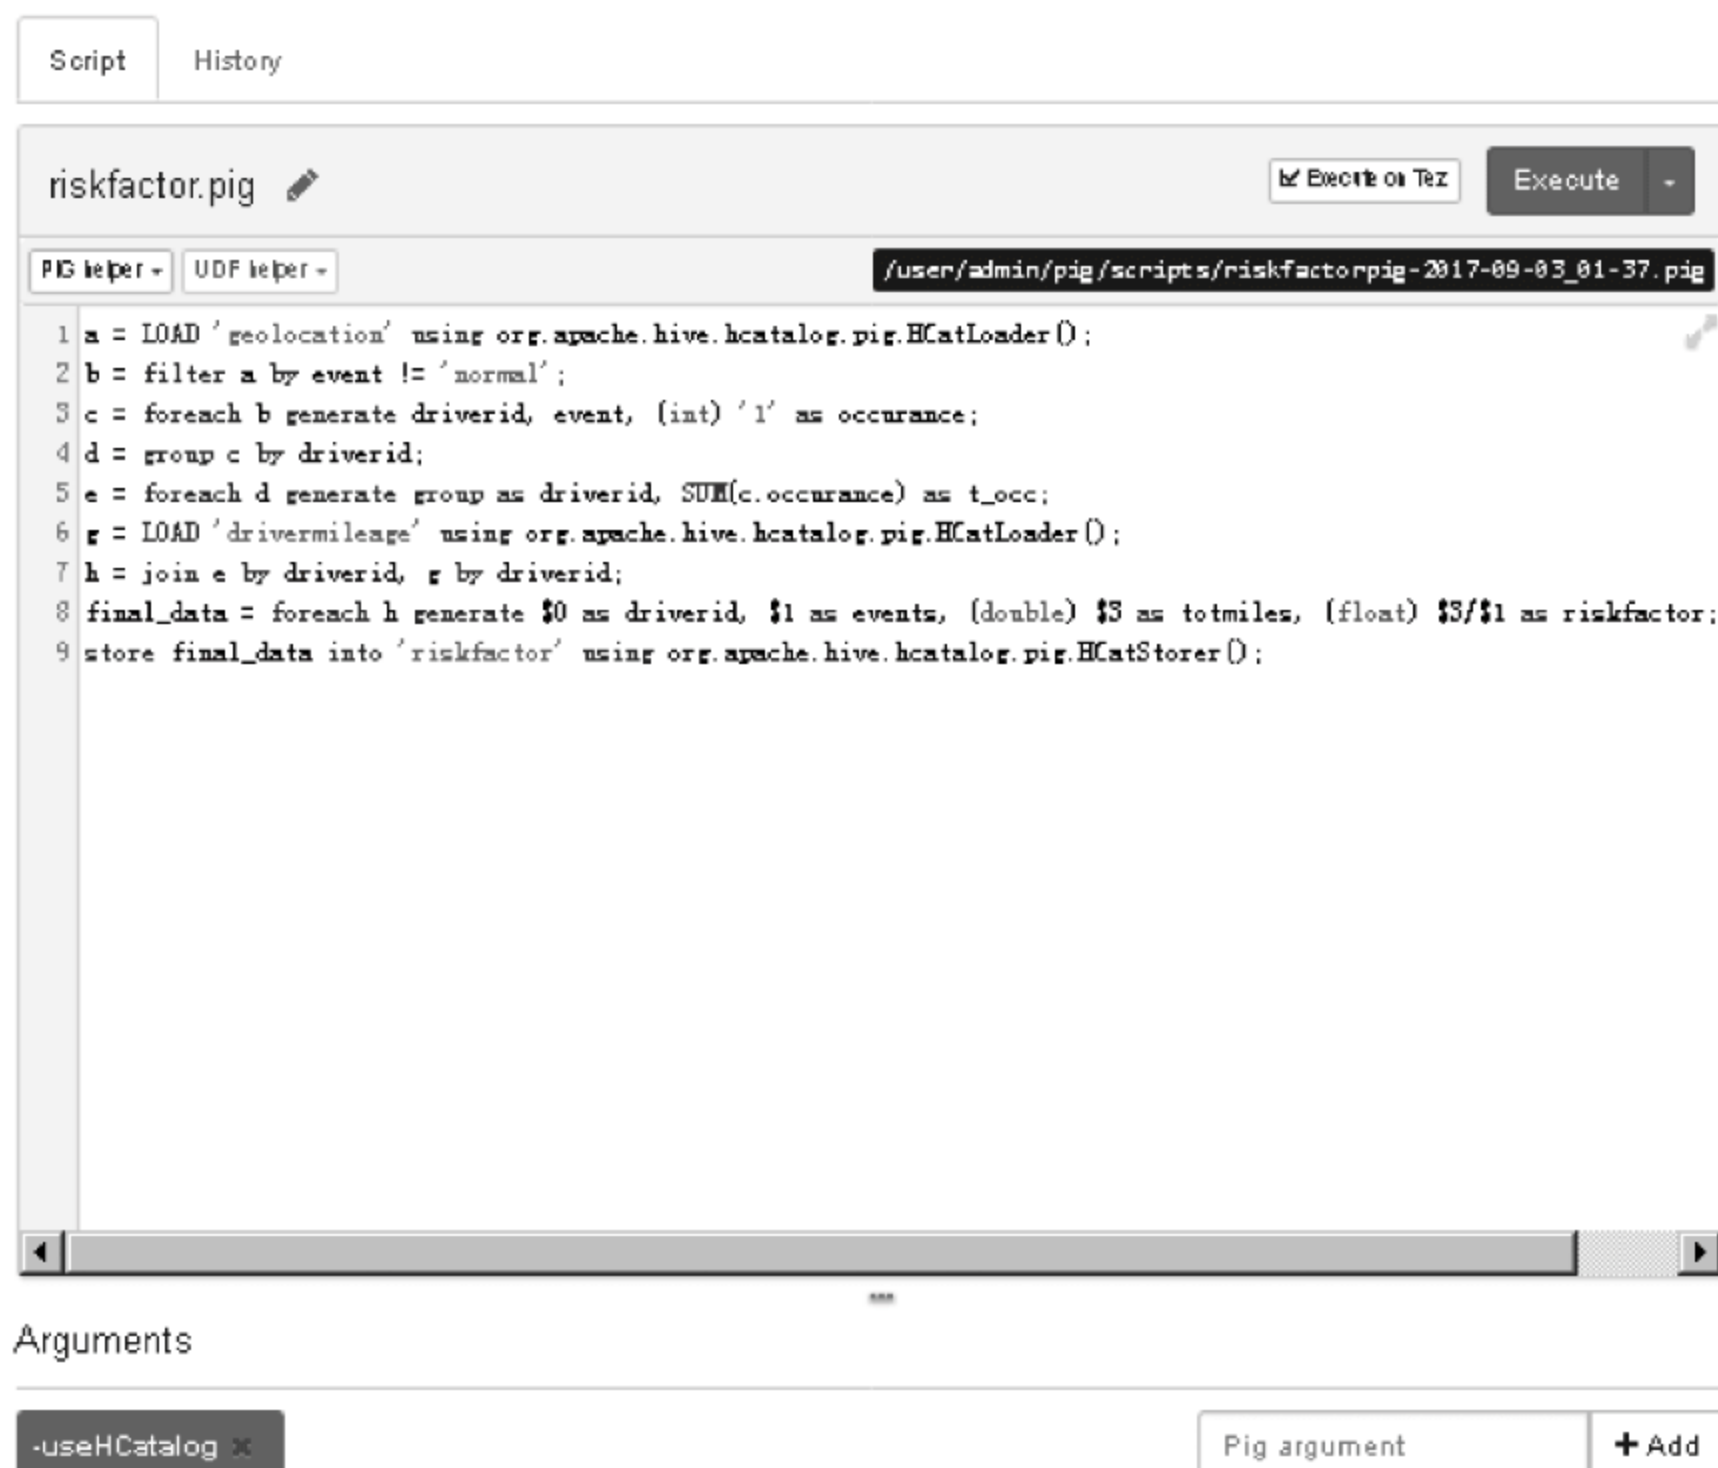 Script History
riskfactor.pig Execute on Tez Execute
PIG helper UDF helper /user/admin/pig/scripts/riskfactorpig-2017-09-03_01-37.pig
1 a = LOAD 'geolocation' using org.apache.hive.hcatalog.pig.HCatLoader();
2 b = filter a by event != 'normal';
3 c = foreach b generate driverid, event, (int) '1' as occurance;
4 d = group c by driverid;
5 e = foreach d generate group as driverid, SUM(c.occurance) as t_occ;
6 g = LOAD 'drivermileage' using org.apache.hive.hcatalog.pig.HCatLoader();
7 h = join e by driverid, g by driverid;
8 final_data = foreach h generate $0 as driverid, $1 as events, (double) $3 as totmiles, (float) $3/$1 as riskfactor;
9 store final_data into 'riskfactor' using org.apache.hive.hcatalog.pig.HCatStorer();
Arguments
-useHCatalog Pig argument + Add